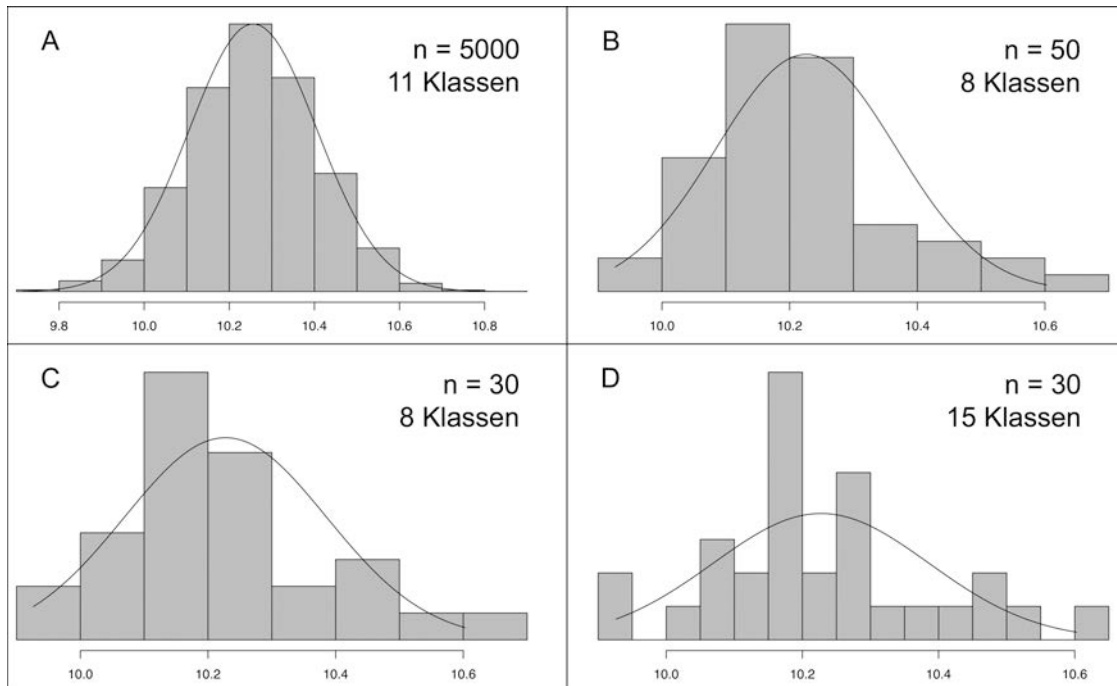 A
n = 5000
11 Klassen
9.8 10.0 10.2 10.4 10.6 10.8
B
n = 50
8 Klassen
10.0 10.2 10.4 10.6
C
n = 30
8 Klassen
10.0 10.2 10.4 10.6
D
n = 30
15 Klassen
10.0 10.2 10.4 10.6